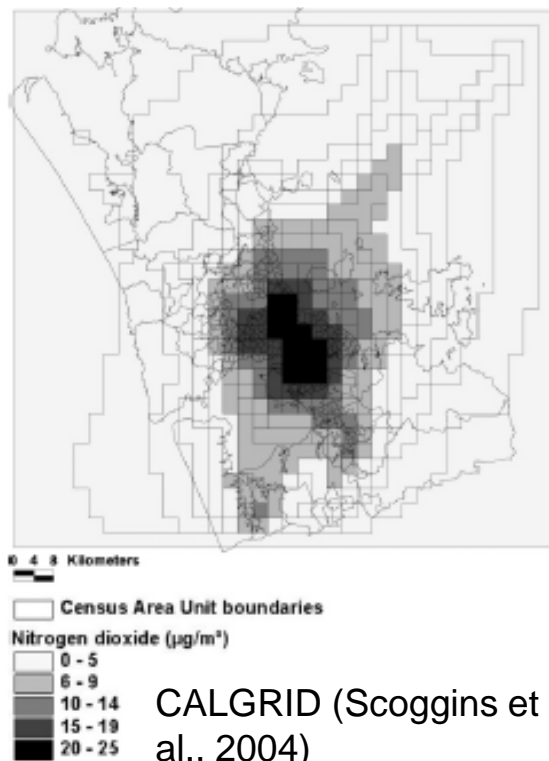 0 4 8 Kilometers
Census Area Unit boundaries
Nitrogen dioxide (µg/m³)
0 - 5
6 - 9
10 - 14
15 - 19
20 - 25
CALGRID (Scoggins et
al., 2004)